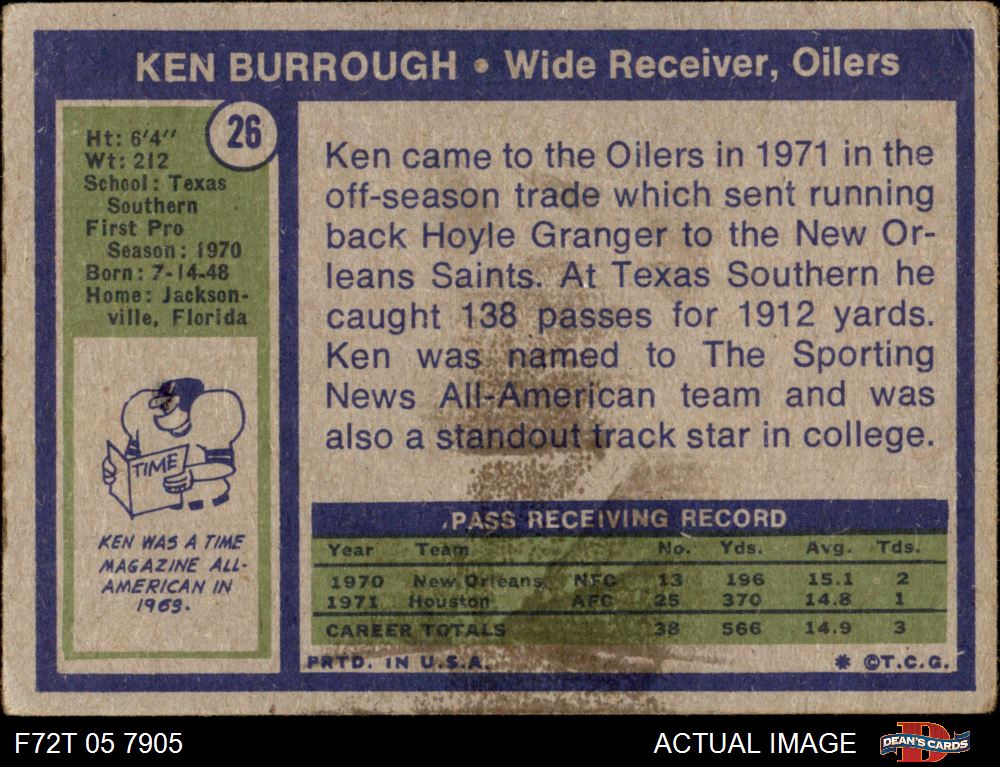 KEN BURROUGH • Wide Receiver, Oilers
26
Ht: 6'4"
Wt: 212
School: Texas
Southern
First Pro
Season: 1970
Born: 7-14-48
Home: Jackson-
ville, Florida
TIME
KEN WAS A TIME
MAGAZINE ALL-
AMERICAN IN
1969.
Ken came to the Oilers in 1971 in the
off-season trade which sent running
back Hoyle Granger to the New Or-
leans Saints. At Texas Southern he
caught 138 passes for 1912 yards.
Ken was named to The Sporting
News All-American team and was
also a standout track star in college.
PASS RECEIVING RECORD
Year Team No. Yds. Avg. Tds.
1970 New Orleans NFC 13 196 15.1 2
1971 Houston AFC 25 370 14.8 1
CAREER TOTALS 38 566 14.9 3
PRTD. IN U.S.A. * ©T.C.G.
F72T 05 7905 ACTUAL IMAGE DEAN'S CARDS